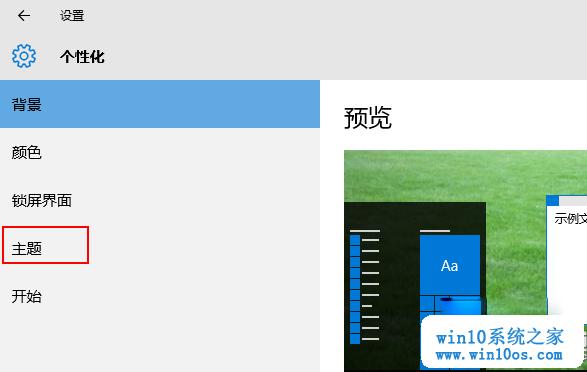 设置
个性化
背景
颜色
锁屏界面
主题
开始
预览
示例文
Aa
win10系统之家
www.win10os.com